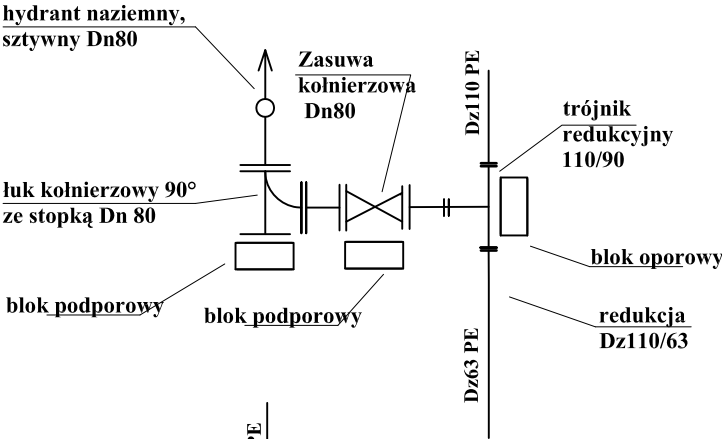 hydrant naziemny,
sztywny Dn80
Zasuwa
kołnierzowa
Dn80
Dz110 PE
trójnik
redukcyjny
110/90
łuk kołnierzowy 90°
ze stopką Dn 80
blok oporowy
blok podporowy
blok podporowy
redukcja
Dz110/63
Dz63 PE
PE